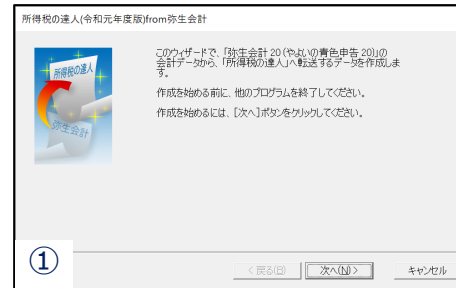 所得税の達人(令和元年度版)from弥生会計
所得税の達人
弥生会計
このウィザードで、「弥生会計 20 (やよいの青色申告 20)」の
会計データから、「所得税の達人」へ転送するデータを作成しま
す。
作成を始める前に、他のプログラムを終了してください。
作成を始めるには、[次へ]ボタンをクリックしてください。
①
< 戻る(B)
次へ(N) >
キャンセル